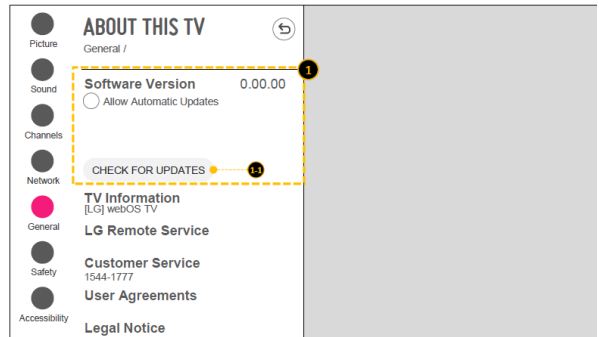 ABOUT THIS TV
General /
Picture
Sound
Channels
Network
General
Safety
Accessibility
1
Software Version 0.00.00
Allow Automatic Updates
CHECK FOR UPDATES 1-1
TV Information
[LG] webOS TV
LG Remote Service
Customer Service
1544-1777
User Agreements
Legal Notice